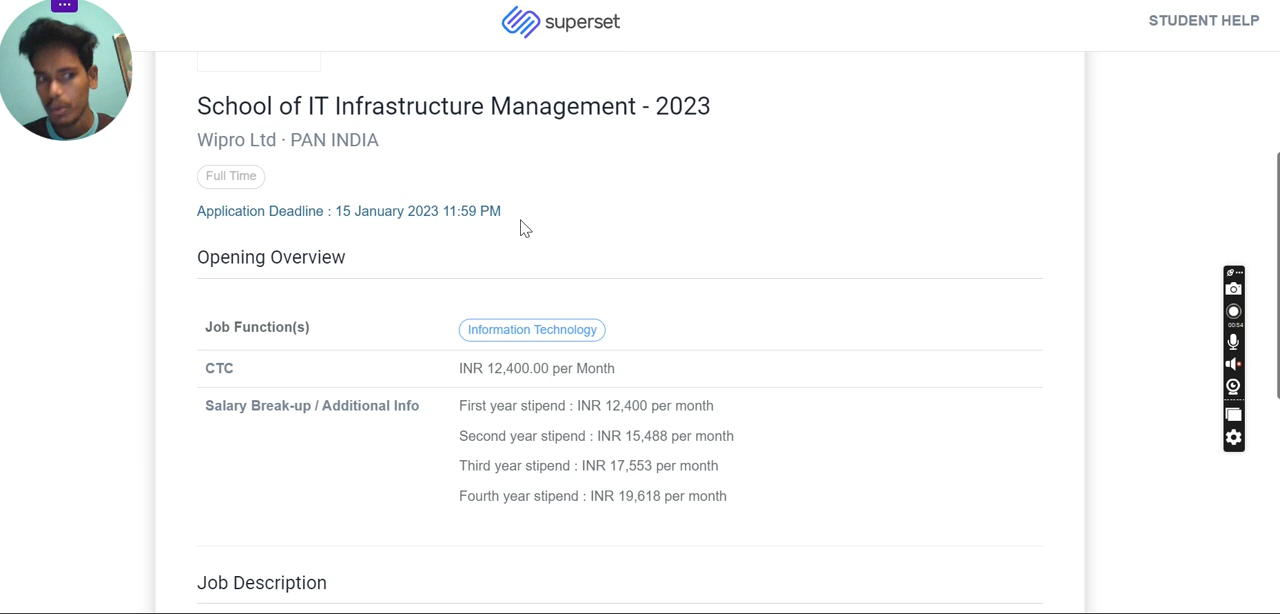 superset
STUDENT HELP
School of IT Infrastructure Management - 2023
Wipro Ltd · PAN INDIA
Full Time
Application Deadline : 15 January 2023 11:59 PM
Opening Overview
Job Function(s) Information Technology
CTC INR 12,400.00 per Month
Salary Break-up / Additional Info First year stipend : INR 12,400 per month
Second year stipend : INR 15,488 per month
Third year stipend : INR 17,553 per month
Fourth year stipend : INR 19,618 per month
Job Description
00:54